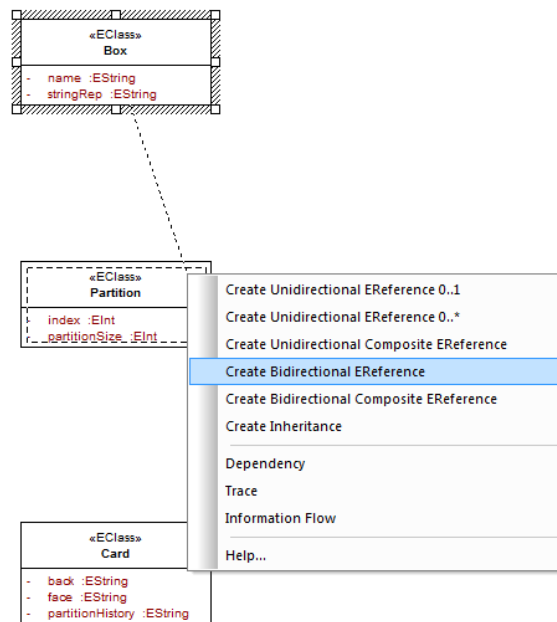 «EClass»
Box
- name :EString
- stringRep :EString
«EClass»
Partition
- index :EInt
partitionSize :EInt
Create Unidirectional EReference 0..1
Create Unidirectional EReference 0..*
Create Unidirectional Composite EReference
Create Bidirectional EReference
Create Bidirectional Composite EReference
Create Inheritance
Dependency
Trace
Information Flow
Help...
«EClass»
Card
- back :EString
- face :EString
- partitionHistory :EString